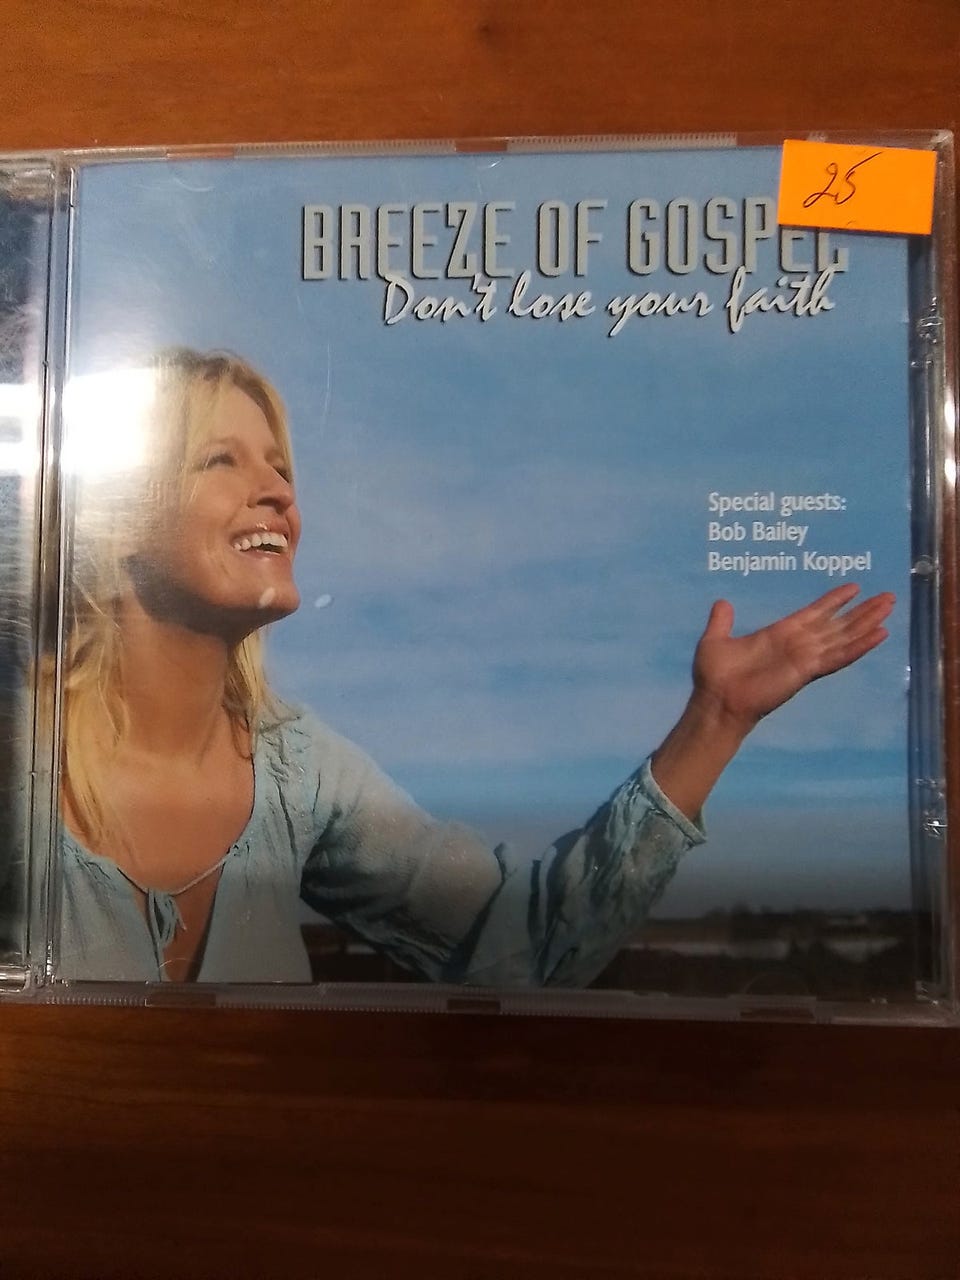 25
BREEZE OF GOSPEL
Don't lose your faith
Special guests:
Bob Bailey
Benjamin Koppel